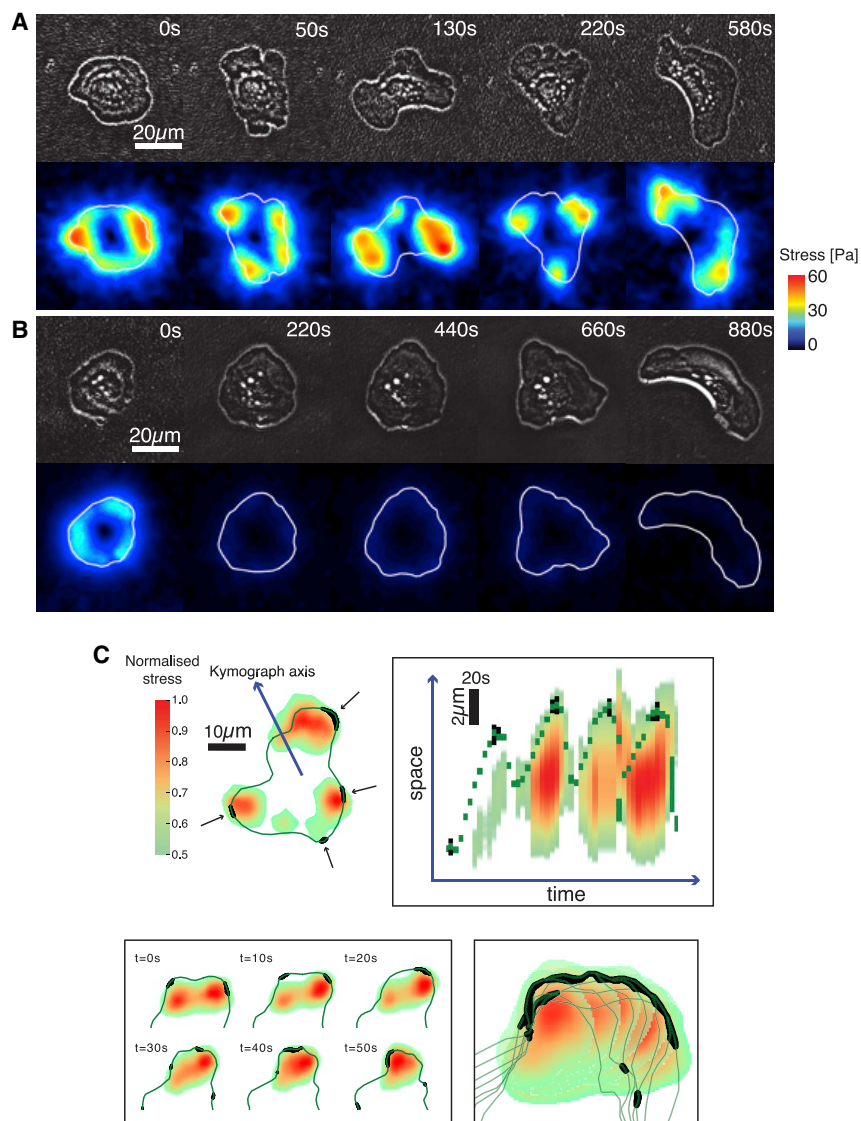 A
0s
50s
130s
220s
580s
20µm
Stress [Pa]
60
30
0
B
0s
220s
440s
660s
880s
20µm
C
Normalised
stress
Kymograph axis
1.0
0.9
0.8
0.7
0.6
0.5
10µm
20s
2µm
space
time
t=0s
t=10s
t=20s
t=30s
t=40s
t=50s